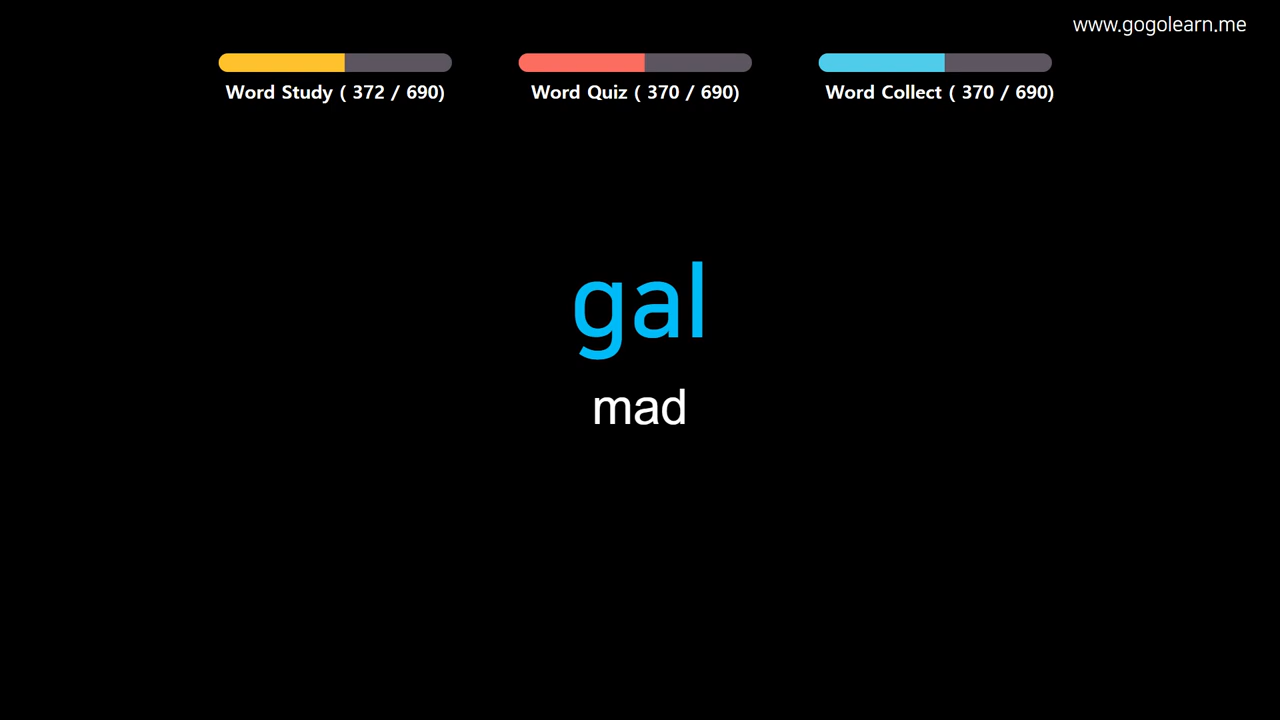 www.gogolearn.me
Word Study ( 372 / 690)
Word Quiz ( 370 / 690)
Word Collect ( 370 / 690)
gal
mad